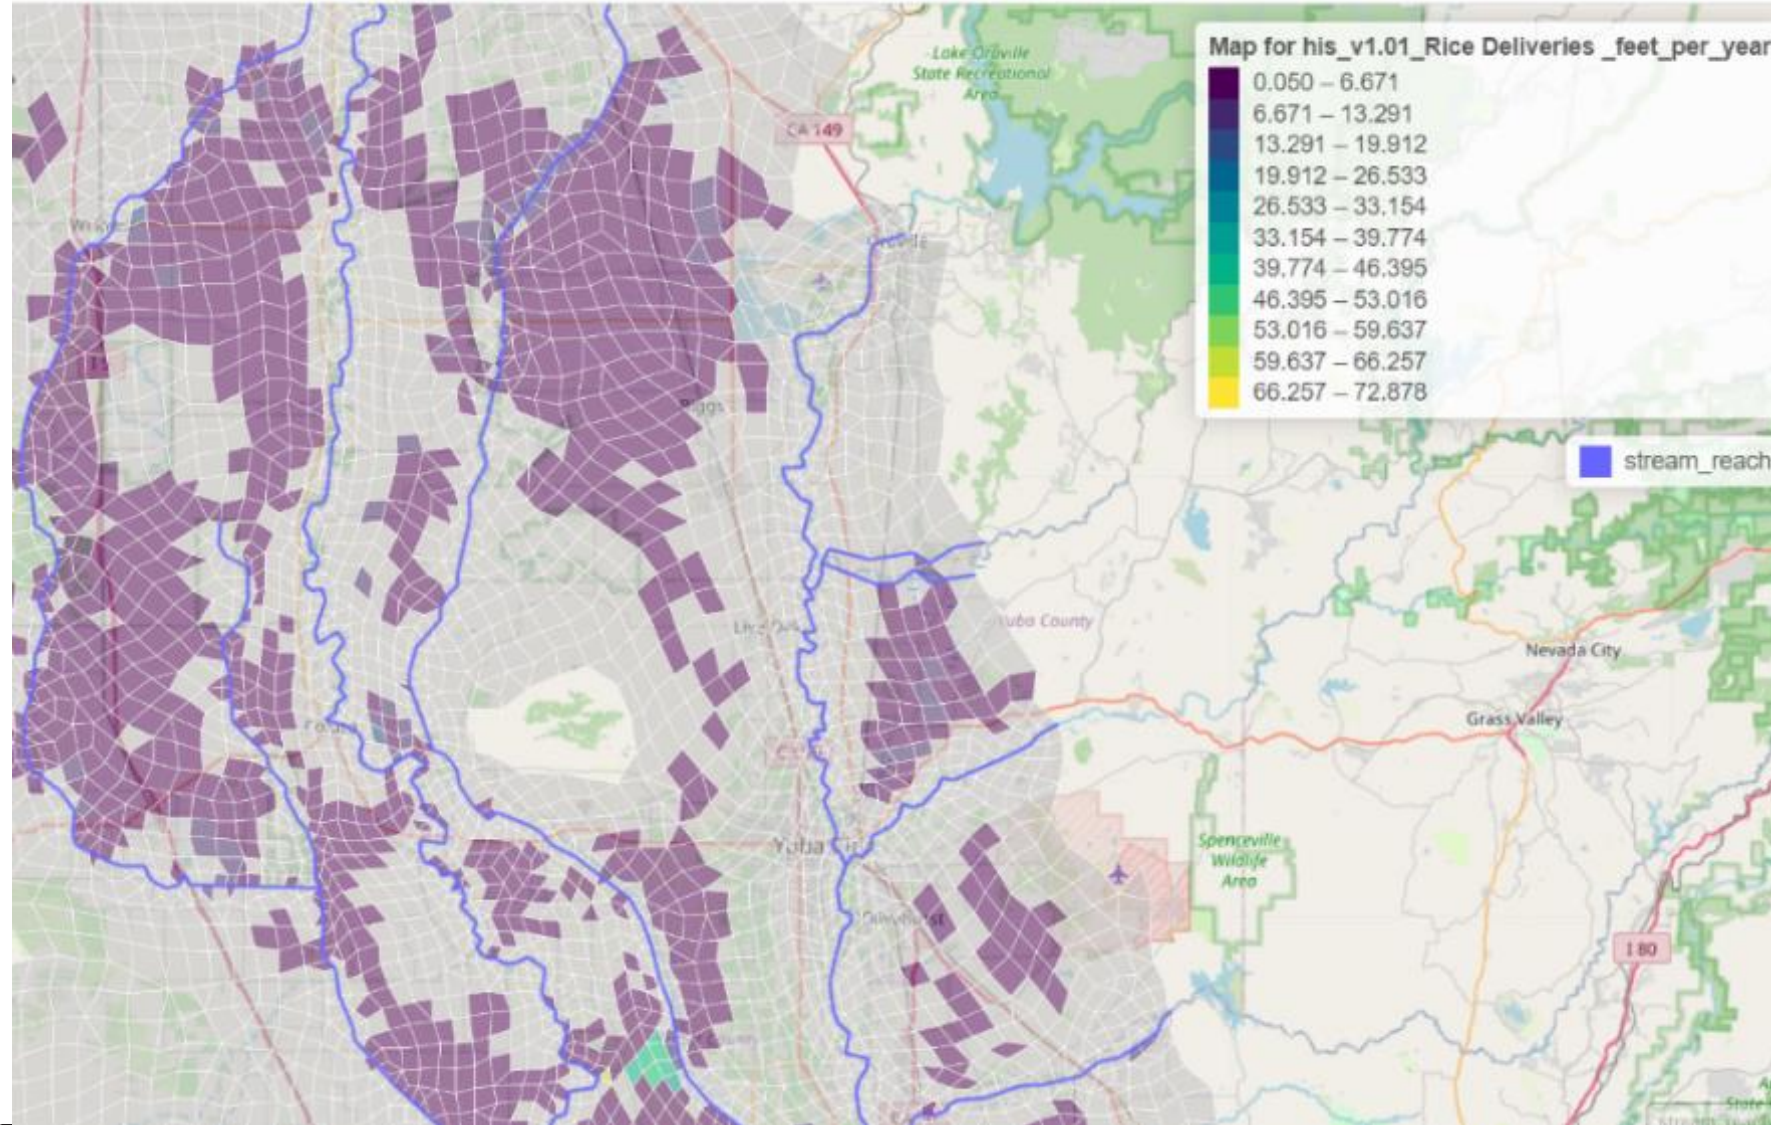 Map for his_v1.01_Rice Deliveries _feet_per_year
0.050 – 6.671
6.671 – 13.291
13.291 – 19.912
19.912 – 26.533
26.533 – 33.154
33.154 – 39.774
39.774 – 46.395
46.395 – 53.016
53.016 – 59.637
59.637 – 66.257
66.257 – 72.878
stream_reach
Lake Oroville
State Recreational
Area
CA 149
Yuba County
Nevada City
Grass Valley
Spenceville
Wildlife
Area
I 80